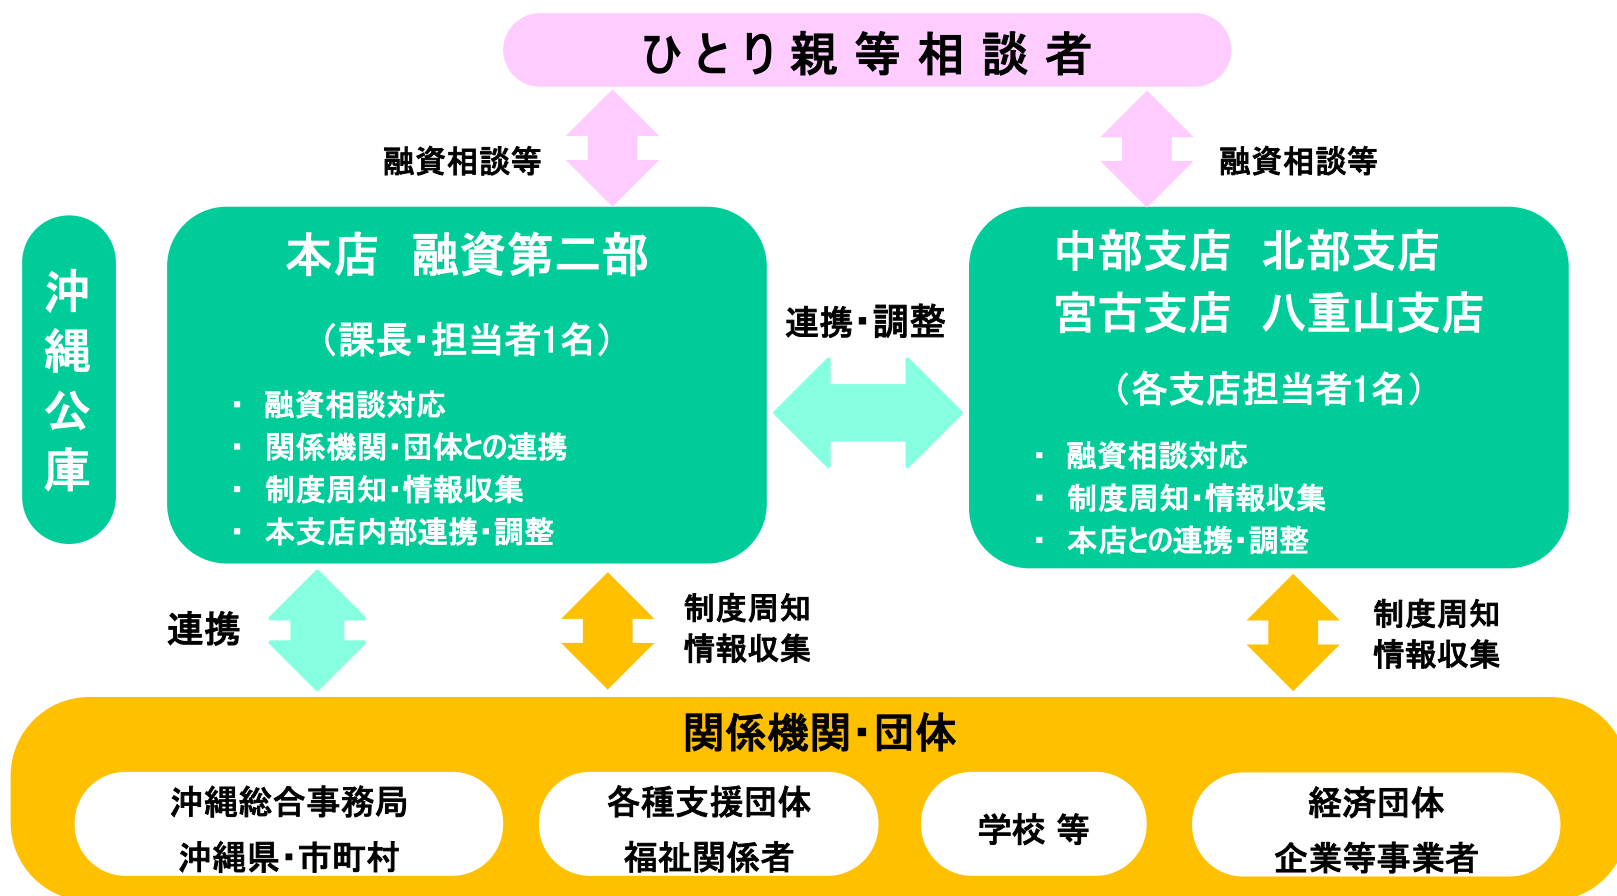 ひとり親等相談者
融資相談等
融資相談等
沖縄公庫
本店　融資第二部
（課長・担当者1名）
・ 融資相談対応
・ 関係機関・団体との連携
・ 制度周知・情報収集
・ 本支店内部連携・調整
連携・調整
中部支店　北部支店
宮古支店　八重山支店
（各支店担当者1名）
・ 融資相談対応
・ 制度周知・情報収集
・ 本店との連携・調整
連携
制度周知
情報収集
制度周知
情報収集
関係機関・団体
沖縄総合事務局
沖縄県・市町村
各種支援団体
福祉関係者
学校 等
経済団体
企業等事業者